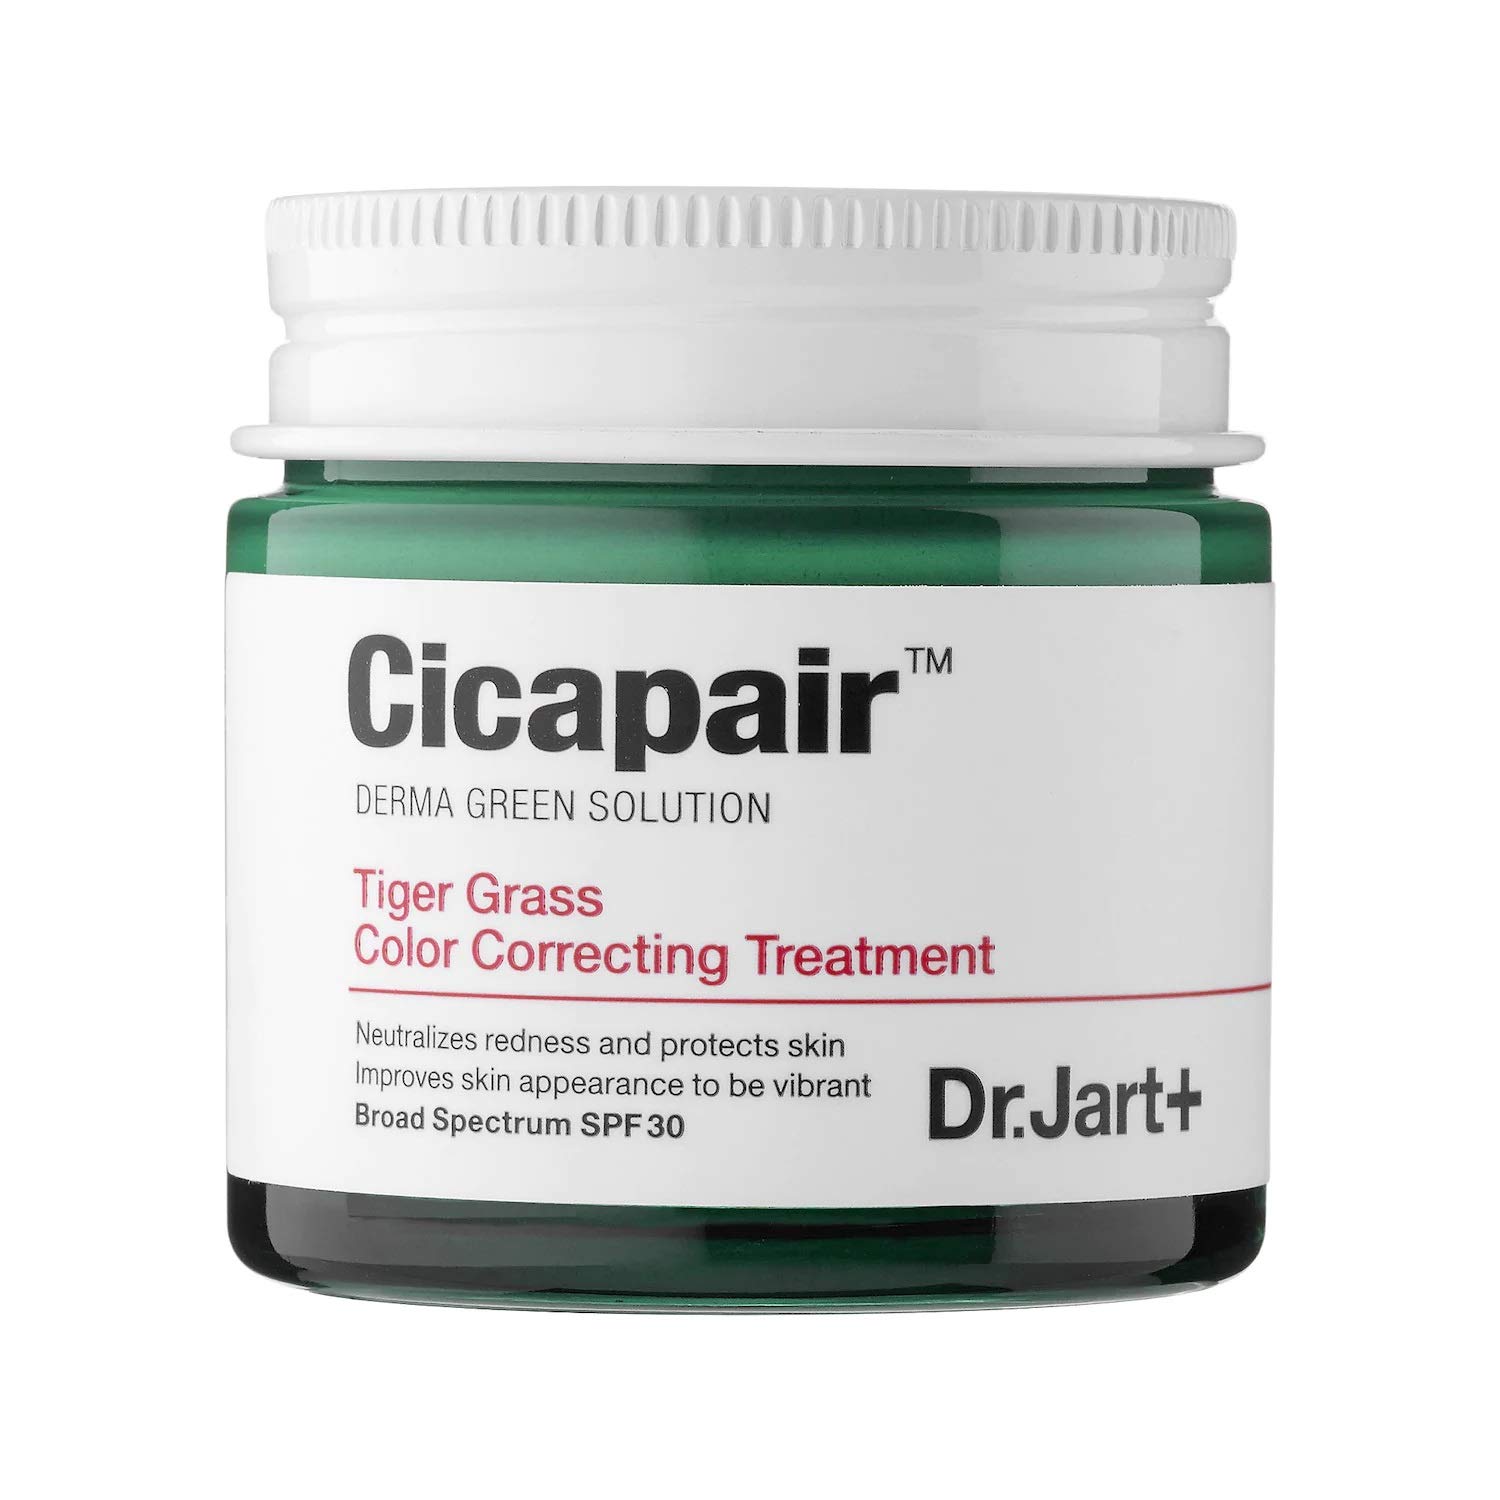 Cicapair™
DERMA GREEN SOLUTION
Tiger Grass
Color Correcting Treatment
Neutralizes redness and protects skin
Improves skin appearance to be vibrant
Broad Spectrum SPF 30
Dr.Jart+